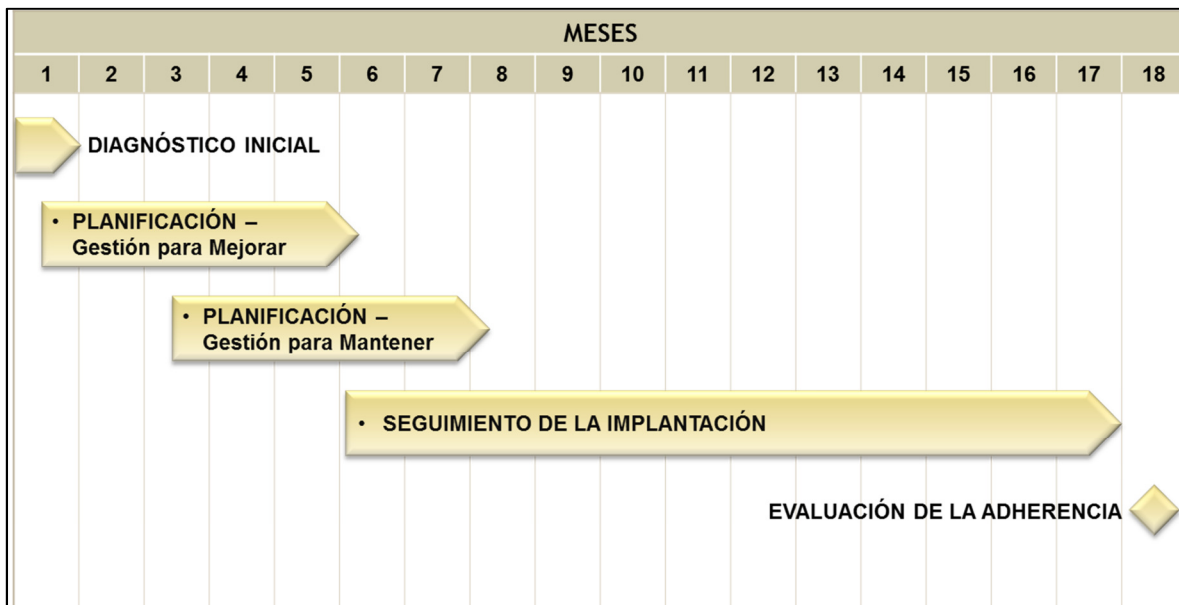 MESES
1 2 3 4 5 6 7 8 9 10 11 12 13 14 15 16 17 18
DIAGNÓSTICO INICIAL
• PLANIFICACIÓN –
Gestión para Mejorar
• PLANIFICACIÓN –
Gestión para Mantener
• SEGUIMIENTO DE LA IMPLANTACIÓN
EVALUACIÓN DE LA ADHERENCIA